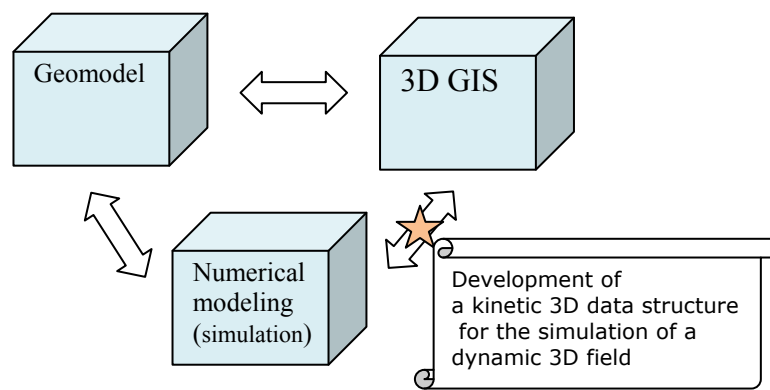 Geomodel
3D GIS
Numerical
modeling
(simulation)
Development of
a kinetic 3D data structure
for the simulation of a
dynamic 3D field